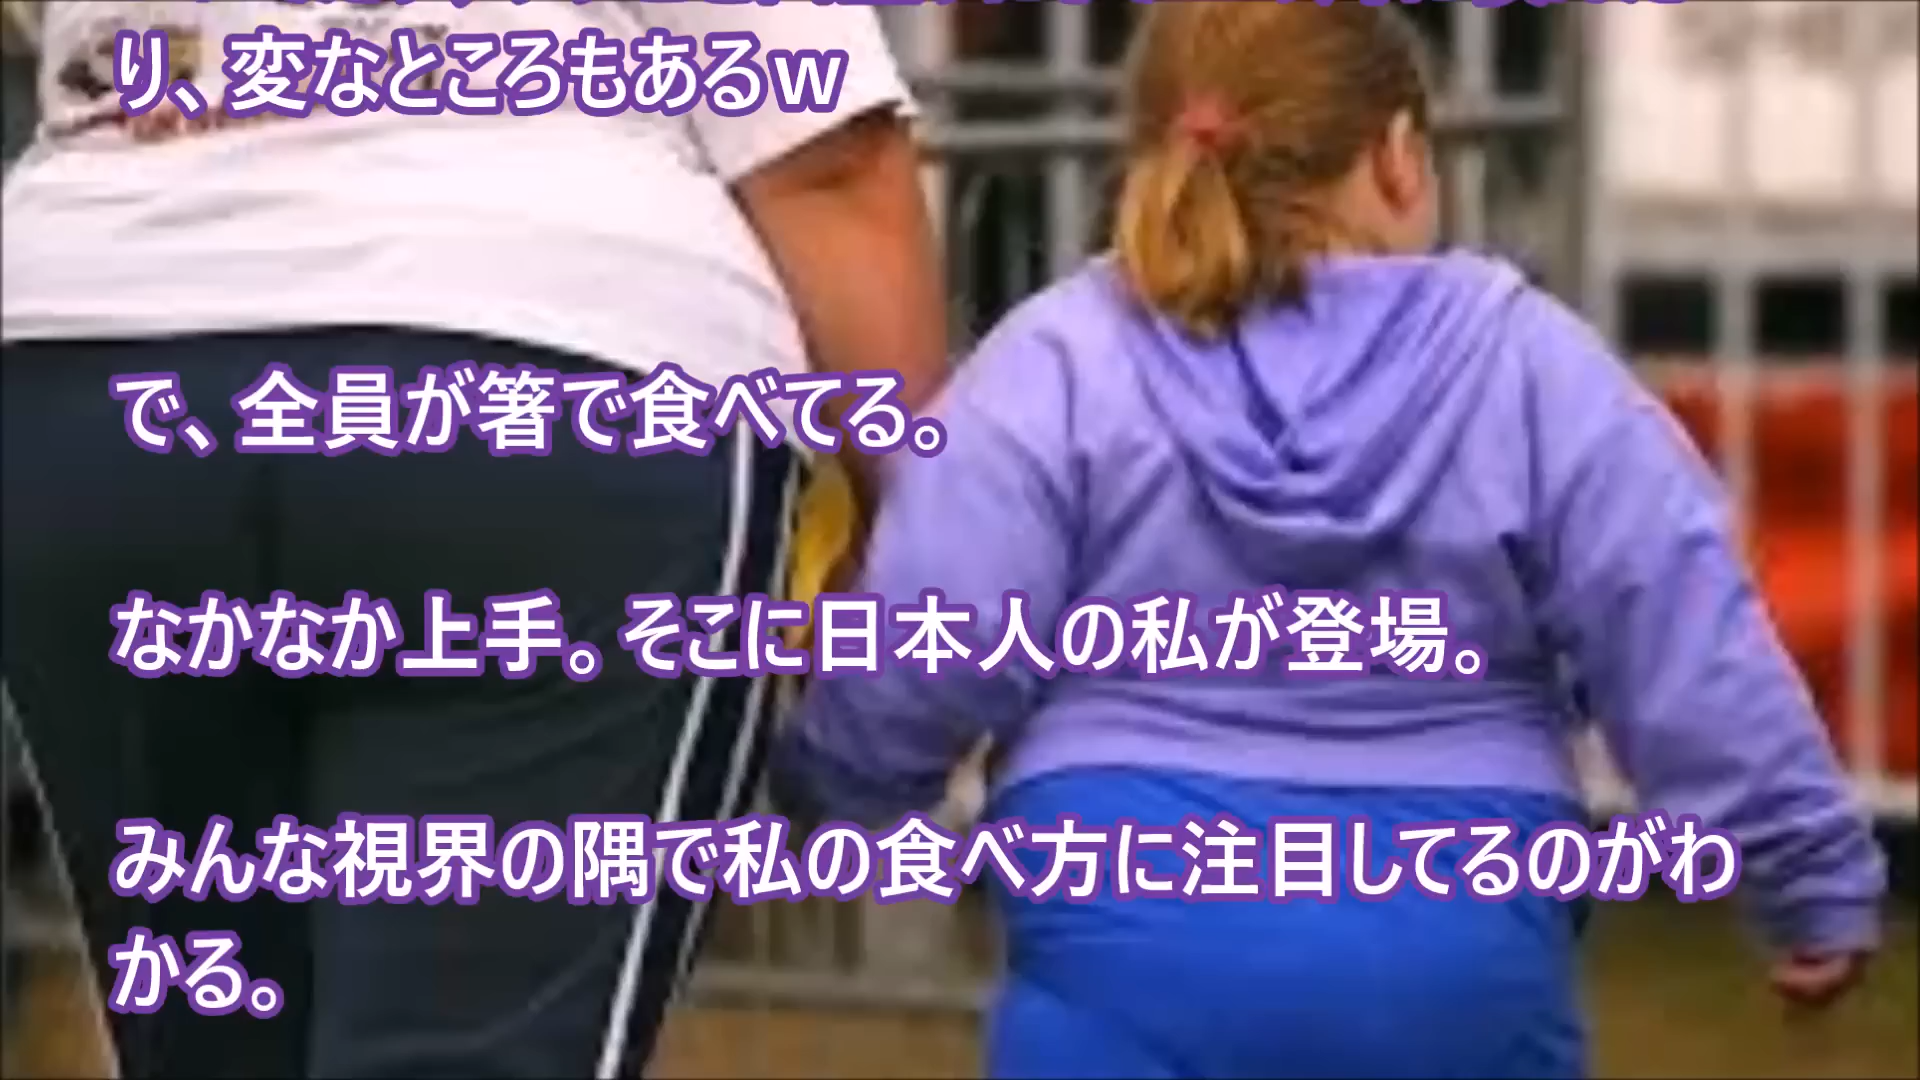 り、変なところもあるw
で、全員が箸で食べてる。
なかなか上手。そこに日本人の私が登場。
みんな視界の隅で私の食べ方に注目してるのがわ
かる。